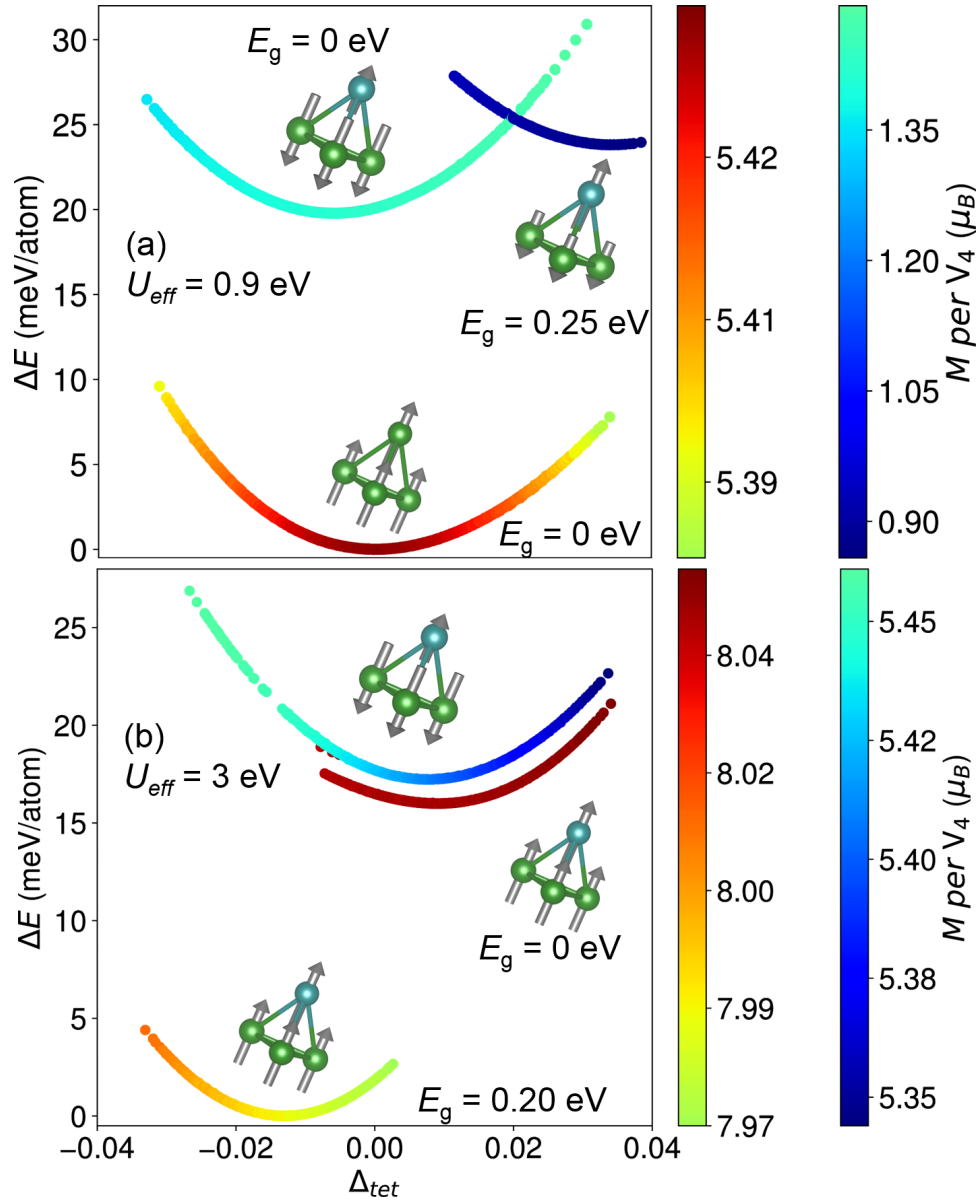 30
25
20
15
10
5
0
ΔE (meV/atom)
E_g = 0 eV
(a)
U_eff = 0.9 eV
E_g = 0.25 eV
E_g = 0 eV
5.42
5.41
5.39
1.35
1.20
1.05
0.90
M per V_4 (μ_B)
25
20
15
10
5
0
ΔE (meV/atom)
(b)
U_eff = 3 eV
E_g = 0 eV
E_g = 0.20 eV
−0.04
−0.02
0.00
0.02
0.04
Δ_tet
8.04
8.02
8.00
7.99
7.97
5.45
5.42
5.40
5.38
5.35
M per V_4 (μ_B)